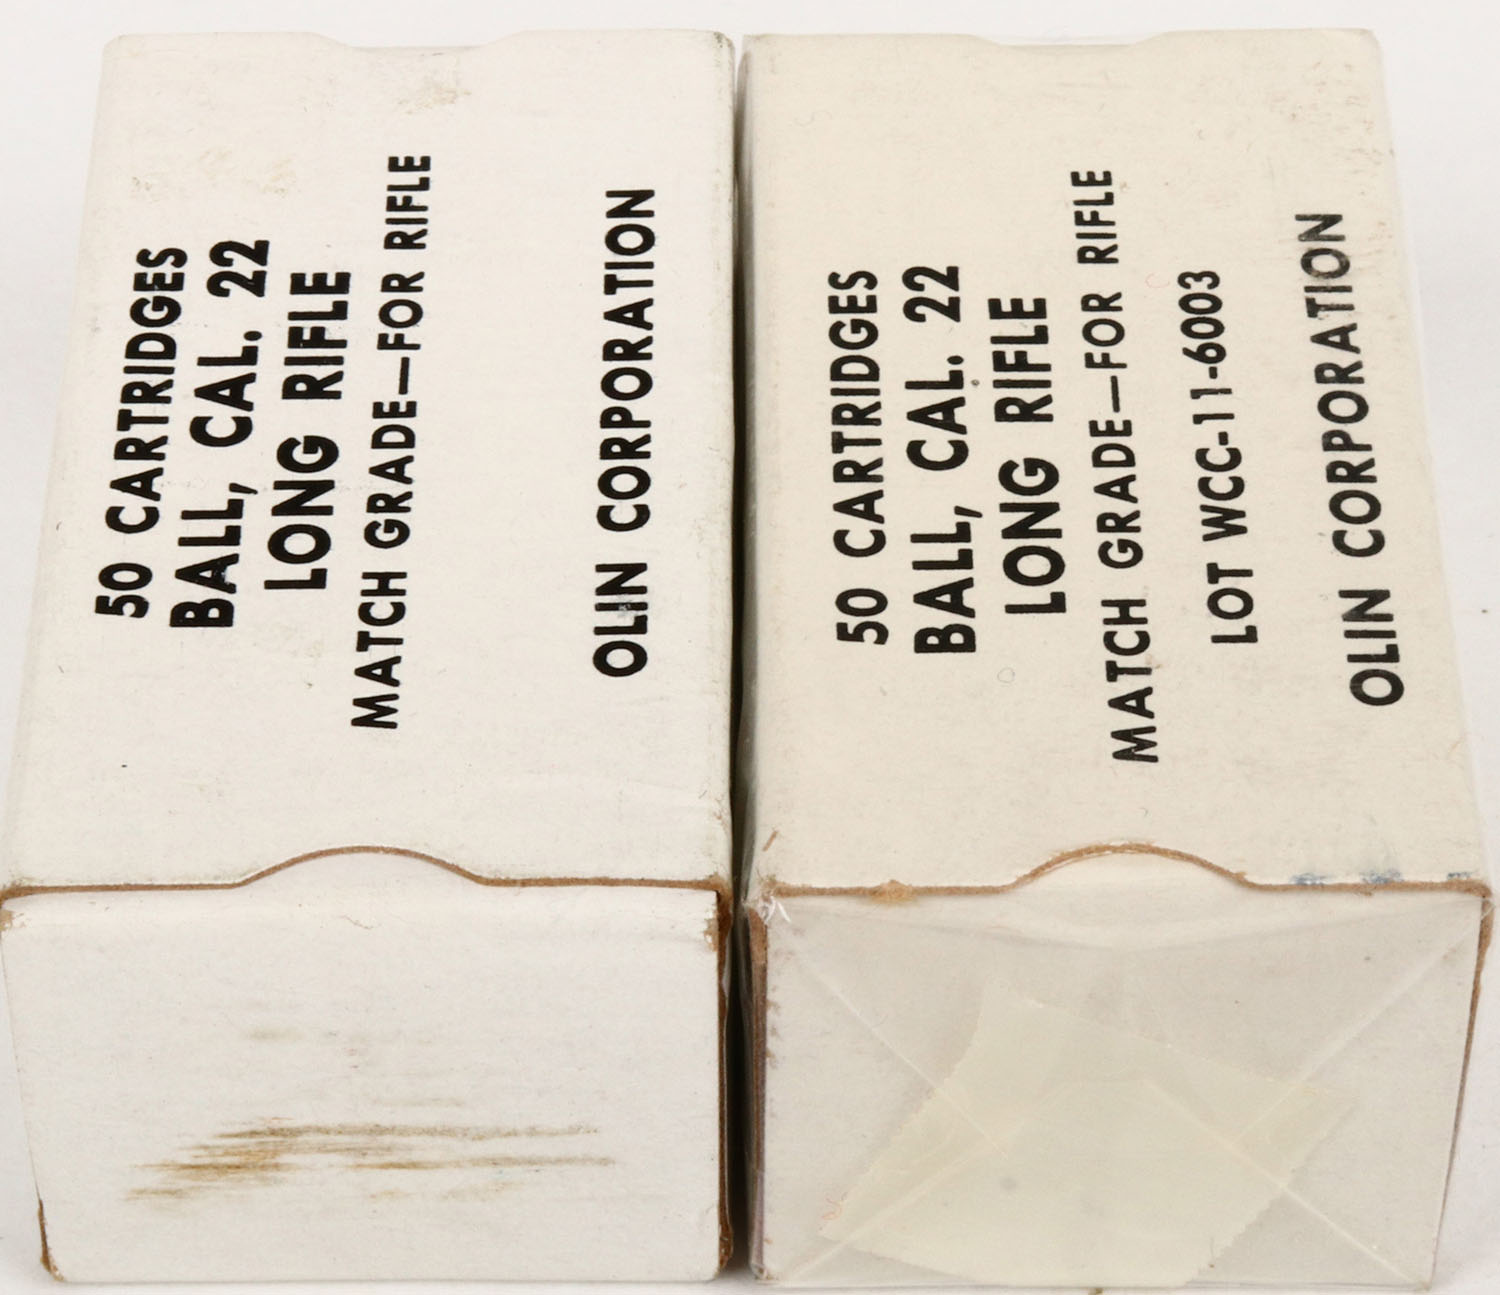 50 CARTRIDGES
BALL, CAL. 22
LONG RIFLE
MATCH GRADE—FOR RIFLE
OLIN CORPORATION
50 CARTRIDGES
BALL, CAL. 22
LONG RIFLE
MATCH GRADE—FOR RIFLE
LOT WCC-11-6003
OLIN CORPORATION